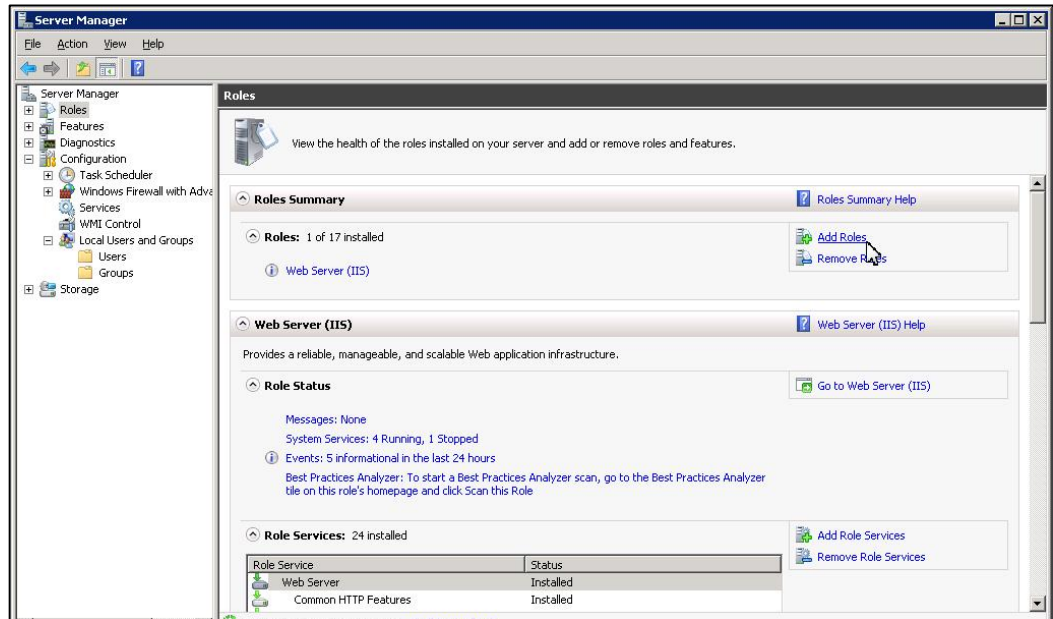 Server Manager
File Action View Help
Server Manager
Roles
Features
Diagnostics
Configuration
Task Scheduler
Windows Firewall with Adva
Services
WMI Control
Local Users and Groups
Users
Groups
Storage
Roles
View the health of the roles installed on your server and add or remove roles and features.
Roles Summary
Roles Summary Help
Roles: 1 of 17 installed
Add Roles
Remove Roles
Web Server (IIS)
Web Server (IIS)
Web Server (IIS) Help
Provides a reliable, manageable, and scalable Web application infrastructure.
Role Status
Go to Web Server (IIS)
Messages: None
System Services: 4 Running, 1 Stopped
Events: 5 informational in the last 24 hours
Best Practices Analyzer: To start a Best Practices Analyzer scan, go to the Best Practices Analyzer
tile on this role's homepage and click Scan this Role
Role Services: 24 installed
Add Role Services
Remove Role Services
Role Service Status
Web Server Installed
Common HTTP Features Installed